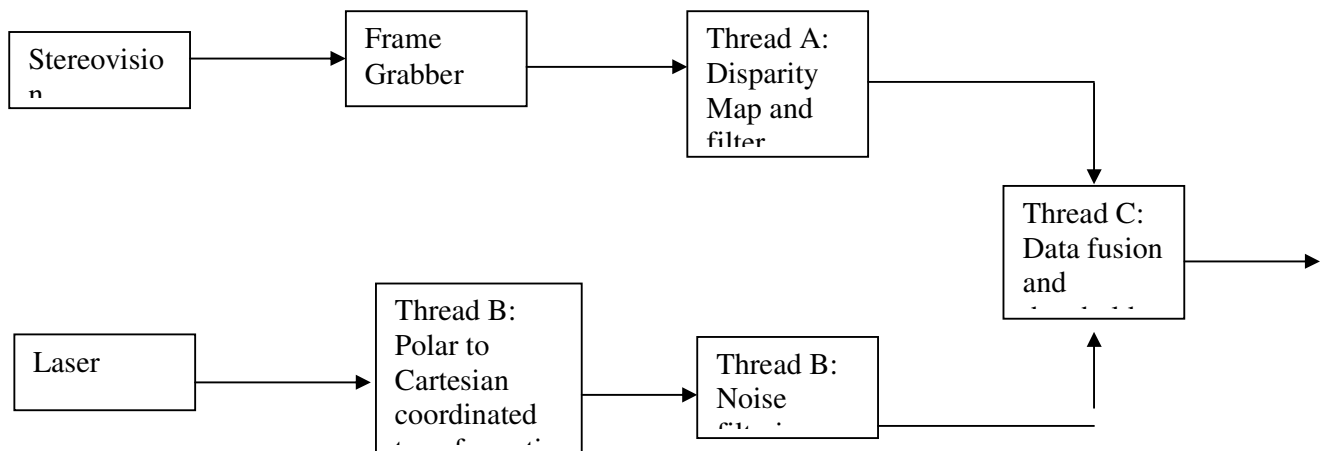 Stereovisio
n
Frame
Grabber
Thread A:
Disparity
Map and
filter
Thread C:
Data fusion
and
Laser
Thread B:
Polar to
Cartesian
coordinated
Thread B:
Noise